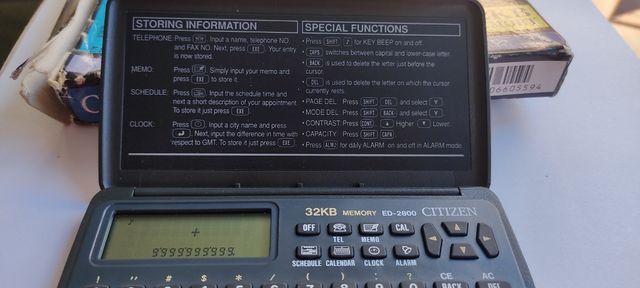 STORING INFORMATION
TELEPHONE: Press. Input a name, telephone NO.
and FAX NO. Next, press EXE. Your entry
is now stored.
MEMO: Press. Simply input your memo and
press EXE to store it.
SCHEDULE: Press. Input the schedule time and
next a short description of your appointment.
To store it just press EXE.
CLOCK: Press. Input a city name and press
. Next, input the difference in time with
respect to GMT. To store just press EXE
SPECIAL FUNCTIONS
• Press SHIFT ♪ for KEY BEEP on and off.
• CAPS switches between capital and lower-case letter.
• BACK is used to delete the letter just before the
cursor.
DEL is used to delete the letter on which the cursor
currently rests.
• PAGE DEL: Press SHIFT DEL and select Y
• MODE DEL: Press SHIFT BACK and select Y
• CONTRAST: Press CONT. ▲ Higher ▼ Lower.
• CAPACITY: Press SHIFT CAPA
• Press ALM♪ for daily ALARM on and off in ALARM mode.
06605594
32KB MEMORY ED-2800 CITIZEN
+
9'999'999'999.
OFF TEL MEMO CAL
SCHEDULE CALENDAR CLOCK ALARM
! " # $ % ) : ( CE AC
BACK DEL